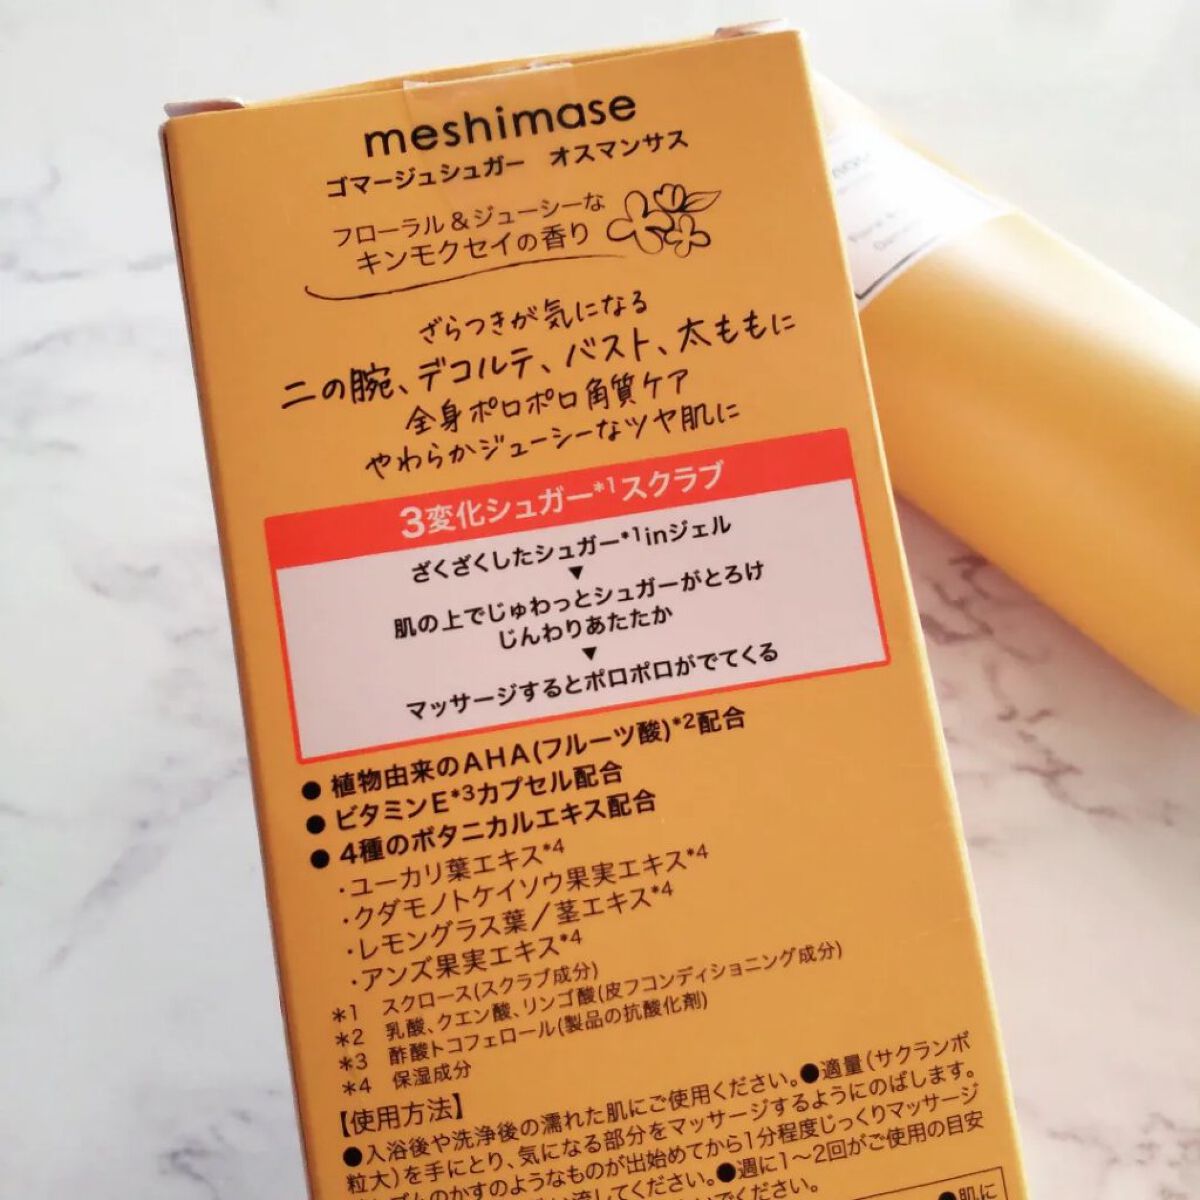 meshimase
ゴマージュシュガー オスマンサス
フローラル&ジューシーな
キンモクセイの香り
ざらつきが気になる
二の腕、デコルテ、バスト、太ももに
全身ポロポロ角質ケア
やわらかジューシーなツヤ肌に
3変化シュガー*1スクラブ
ざくざくしたシュガー*1inジェル
▼
肌の上でじゅわっとシュガーがとろけ
じんわりあたたか
▼
マッサージするとポロポロがでてくる
● 植物由来のAHA(フルーツ酸)*2配合
● ビタミンE*3カプセル配合
● 4種のボタニカルエキス配合
・ユーカリ葉エキス*4
・クダモノトケイソウ果実エキス*4
・レモングラス葉/茎エキス*4
・アンズ果実エキス*4
*1 スクロース(スクラブ成分)
*2 乳酸、クエン酸、リンゴ酸(皮フコンディショニング成分)
*3 酢酸トコフェロール(製品の抗酸化剤)
*4 保湿成分
【使用方法】
●入浴後や洗浄後の濡れた肌にご使用ください。●適量(サクランボ
粒大)を手にとり、気になる部分をマッサージするようにのばします。
のかすのようなものが出始めてから1分程度じっくりマッサージ
流してください。●週に1〜2回がご使用の目安
でください。
●肌に